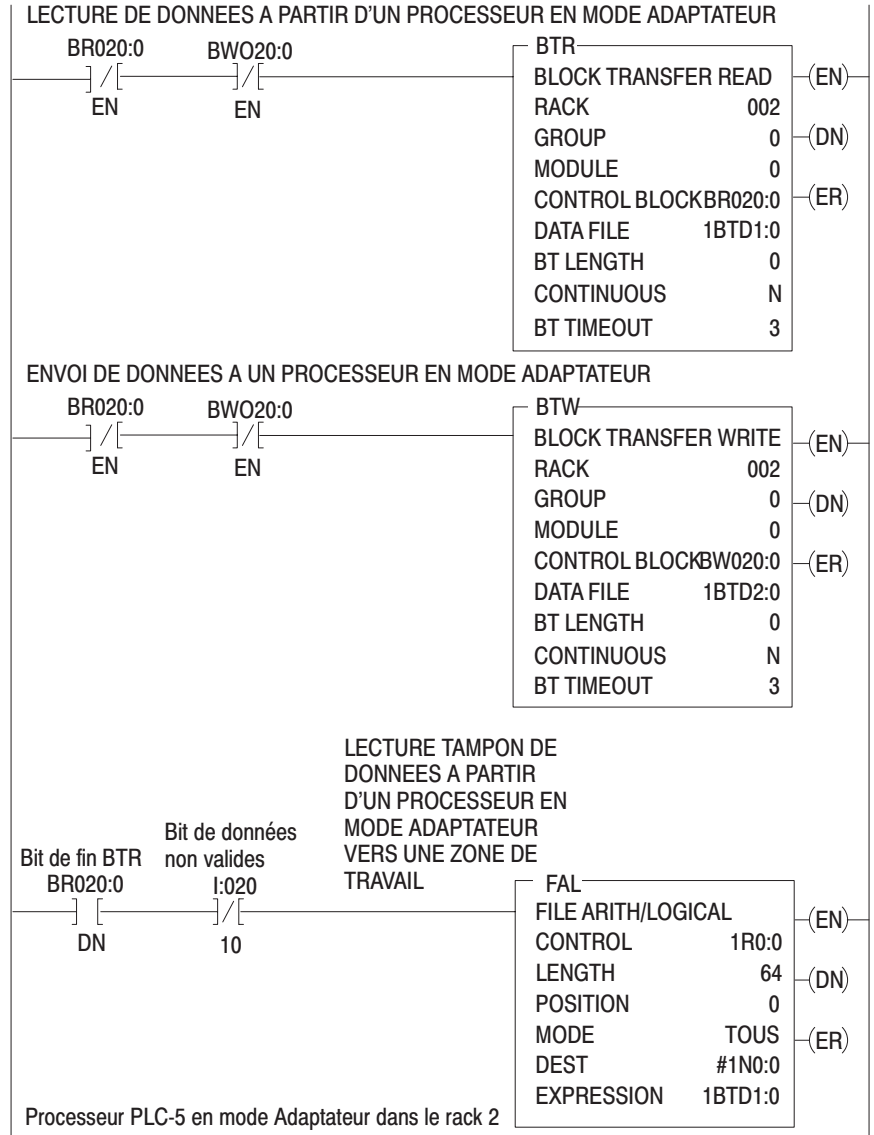 LECTURE DE DONNEES A PARTIR D'UN PROCESSEUR EN MODE ADAPTATEUR
BR020:0 BWO20:0
EN EN
BTR
BLOCK TRANSFER READ (EN)
RACK 002
GROUP 0 (DN)
MODULE 0
CONTROL BLOCKBR020:0 (ER)
DATA FILE 1BTD1:0
BT LENGTH 0
CONTINUOUS N
BT TIMEOUT 3
ENVOI DE DONNEES A UN PROCESSEUR EN MODE ADAPTATEUR
BR020:0 BWO20:0
EN EN
BTW
BLOCK TRANSFER WRITE (EN)
RACK 002
GROUP 0 (DN)
MODULE 0
CONTROL BLOCKBW020:0 (ER)
DATA FILE 1BTD2:0
BT LENGTH 0
CONTINUOUS N
BT TIMEOUT 3
LECTURE TAMPON DE
DONNEES A PARTIR
D'UN PROCESSEUR EN
MODE ADAPTATEUR
VERS UNE ZONE DE
TRAVAIL
Bit de fin BTR
BR020:0
DN
Bit de données
non valides
I:020
10
FAL
FILE ARITH/LOGICAL (EN)
CONTROL 1R0:0
LENGTH 64 (DN)
POSITION 0
MODE TOUS (ER)
DEST #1N0:0
EXPRESSION 1BTD1:0
Processeur PLC-5 en mode Adaptateur dans le rack 2